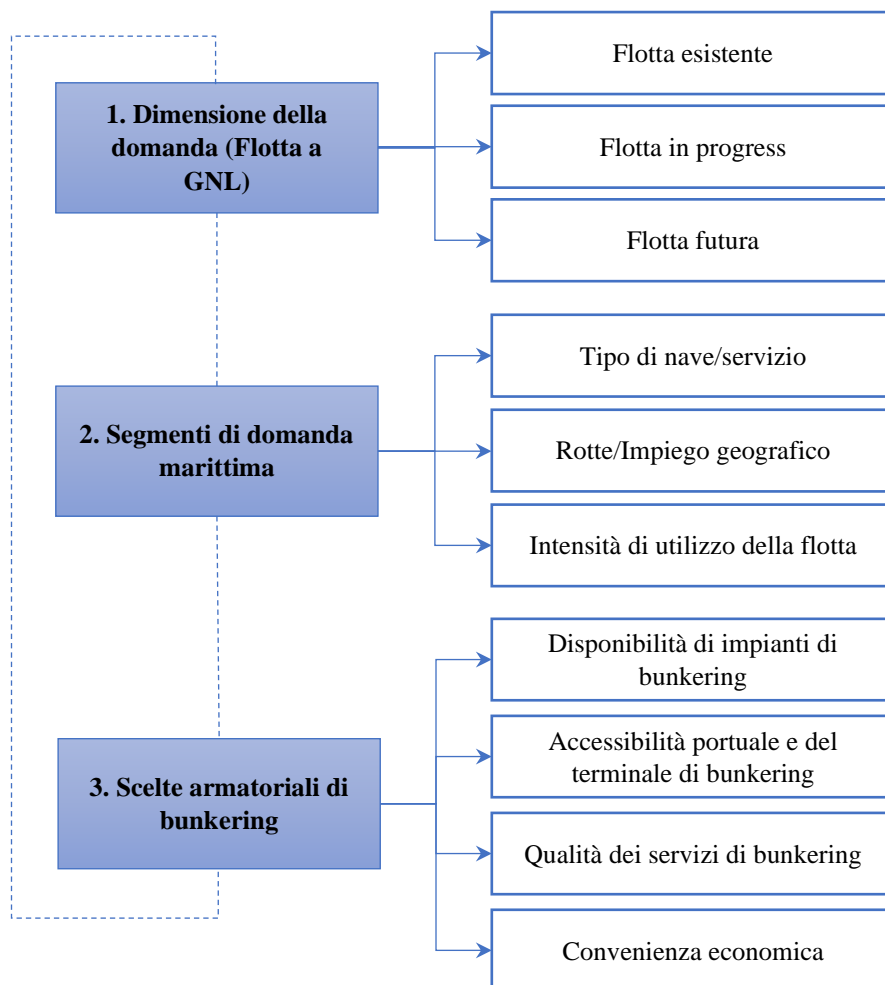 1. Dimensione della
domanda (Flotta a
GNL)
Flotta esistente
Flotta in progress
Flotta futura
2. Segmenti di domanda
marittima
Tipo di nave/servizio
Rotte/Impiego geografico
Intensità di utilizzo della flotta
3. Scelte armatoriali di
bunkering
Disponibilità di impianti di
bunkering
Accessibilità portuale e del
terminale di bunkering
Qualità dei servizi di bunkering
Convenienza economica